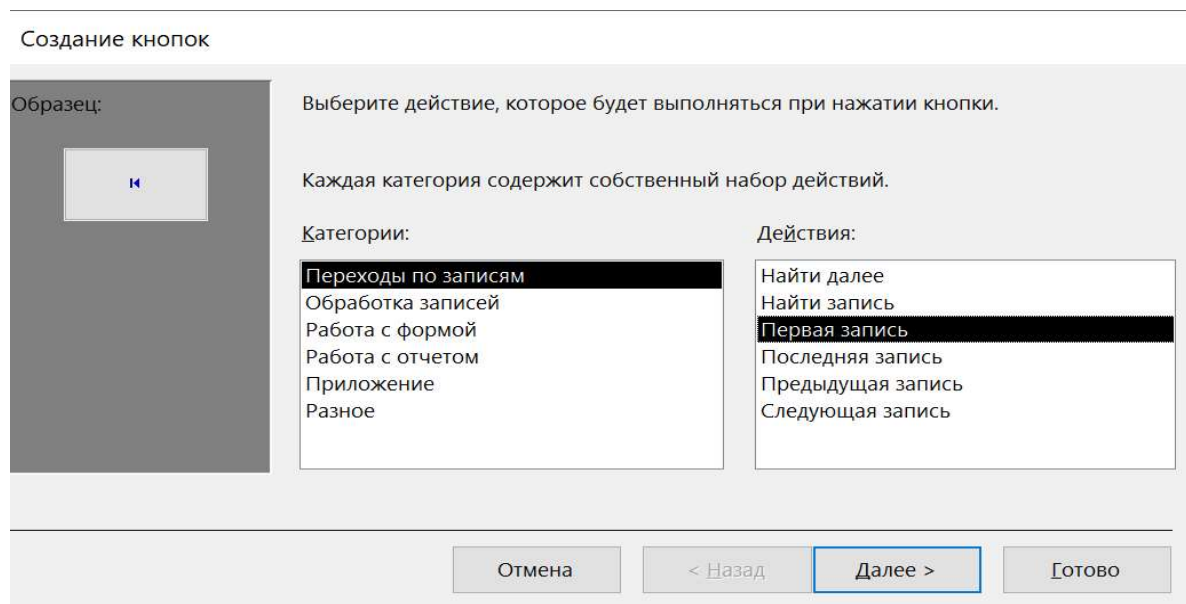 Создание кнопок
Образец:
Выберите действие, которое будет выполняться при нажатии кнопки.
Каждая категория содержит собственный набор действий.
Категории:
Переходы по записям
Обработка записей
Работа с формой
Работа с отчетом
Приложение
Разное
Действия:
Найти далее
Найти запись
Первая запись
Последняя запись
Предыдущая запись
Следующая запись
Отмена
< Назад
Далее >
Готово